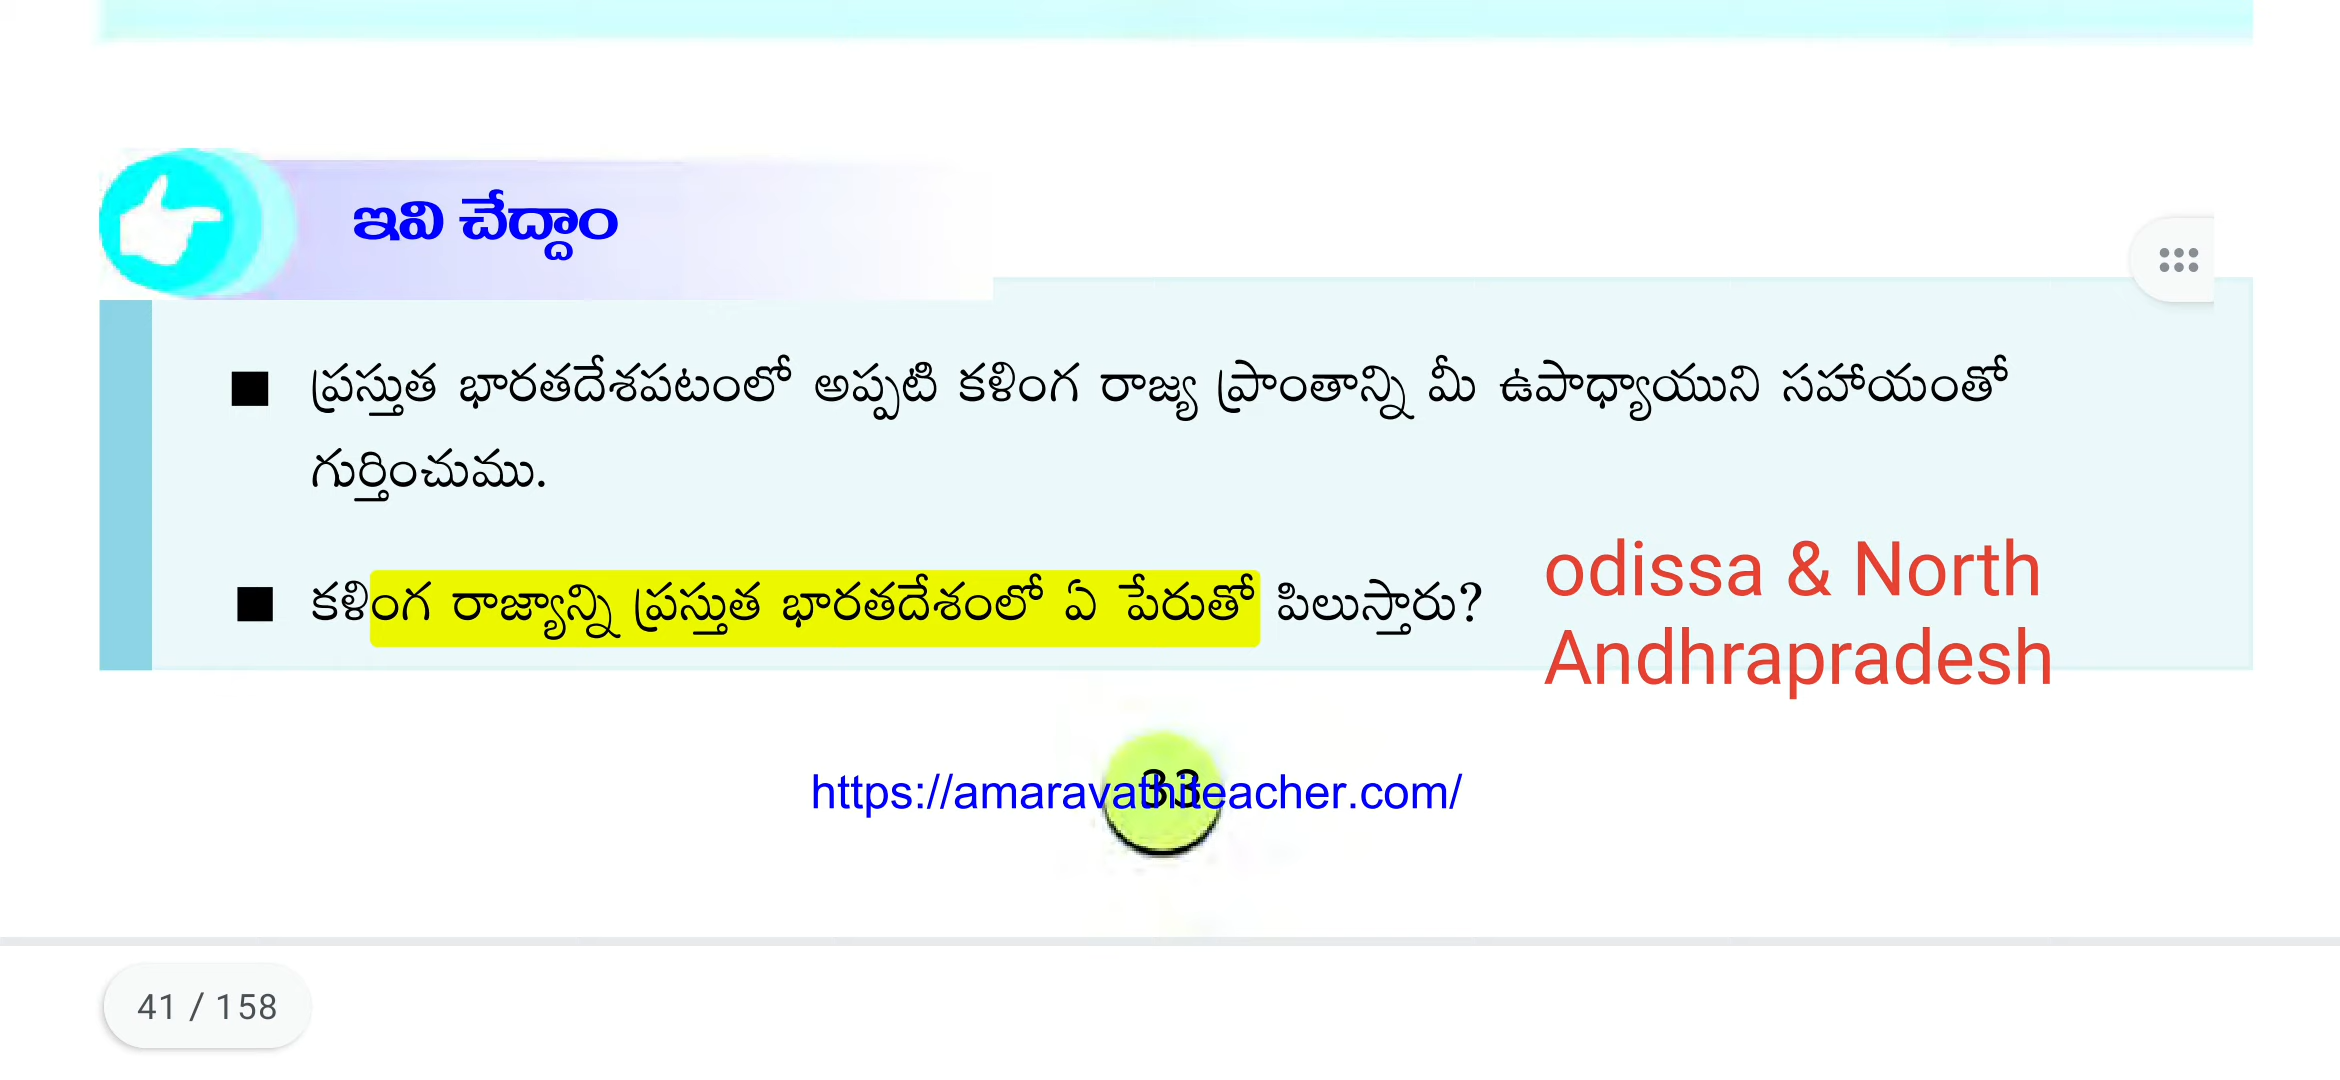 ఇవి చేద్దాం
■ ప్రస్తుత భారతదేశపటంలో అప్పటి కళింగ రాజ్య ప్రాంతాన్ని మీ ఉపాధ్యాయుని సహాయంతో
గుర్తించుము.
■ కళింగ రాజ్యాన్ని ప్రస్తుత భారతదేశంలో ఏ పేరుతో పిలుస్తారు?
odissa & North
Andhrapradesh
33
https://amaravathiteacher.com/
41 / 158